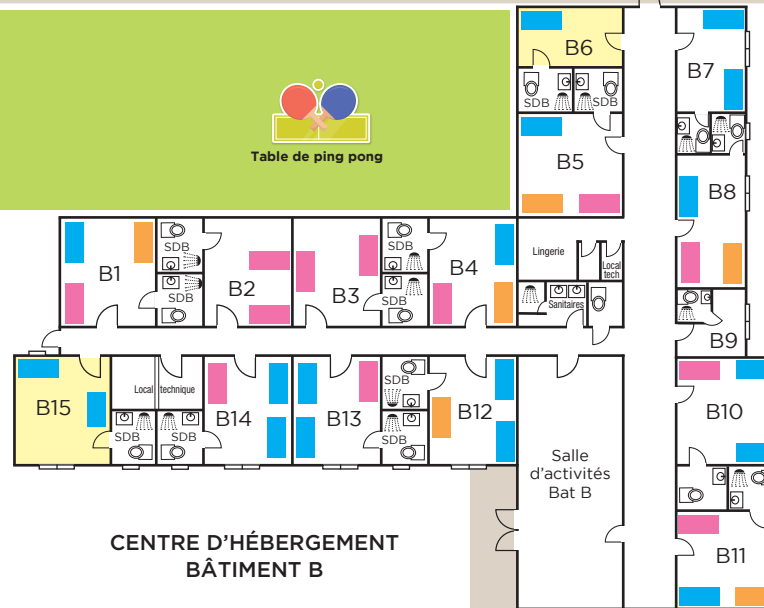 B6
B7
SDB
SDB
Table de ping pong
B5
B8
B1
SDB
SDB
B2
B3
SDB
SDB
B4
Lingerie
Local
tech
Sanitaires
B9
B15
Local technique
SDB
SDB
B14
B13
SDB
SDB
B12
B10
Salle
d'activités
Bat B
B11
CENTRE D'HÉBERGEMENT
BÂTIMENT B